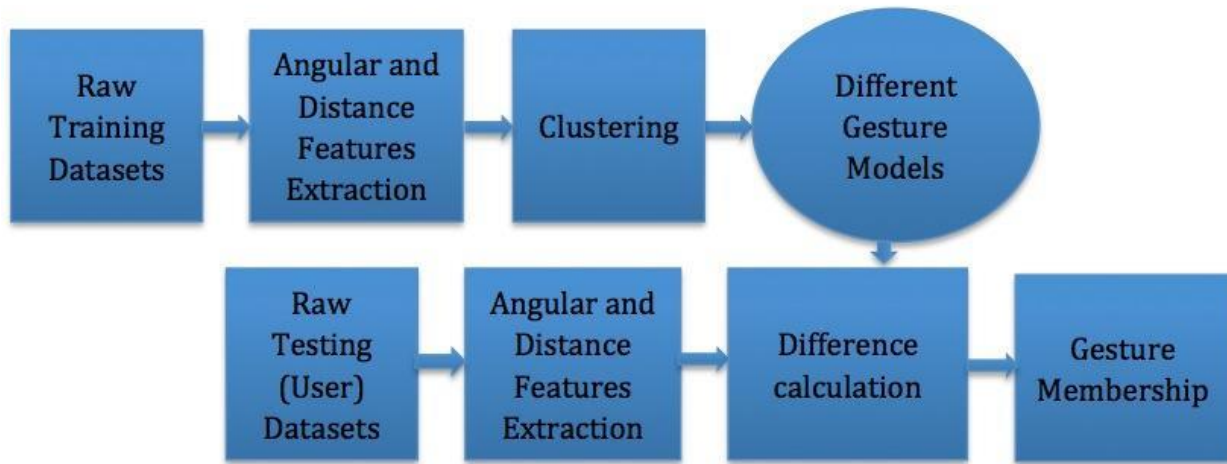 Raw
Training
Datasets
Angular and
Distance
Features
Extraction
Clustering
Different
Gesture
Models
Raw
Testing
(User)
Datasets
Angular and
Distance
Features
Extraction
Difference
calculation
Gesture
Membership